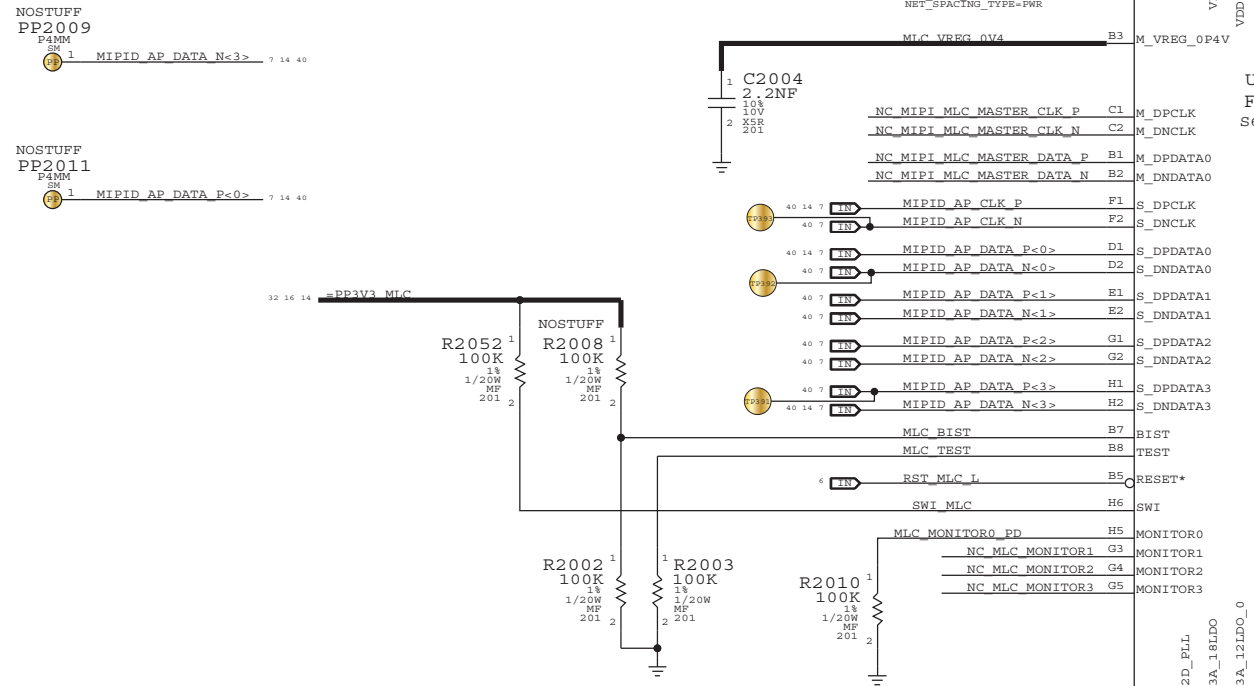 NET_SPACING_TYPE=PWR
NOSTUFF
PP2009
P4MM
SM
PP
1
MIPID_AP_DATA_N<3>
7 14 40
NOSTUFF
PP2011
P4MM
SM
PP
1
MIPID_AP_DATA_P<0>
7 14 40
MLC_VREG_0V4
B3
M_VREG_0P4V
1
C2004
2.2NF
10%
10V
2
X5R
201
NC_MIPI_MLC_MASTER_CLK_P
C1
M_DPCLK
NC_MIPI_MLC_MASTER_CLK_N
C2
M_DNCLK
NC_MIPI_MLC_MASTER_DATA_P
B1
M_DPDATA0
NC_MIPI_MLC_MASTER_DATA_N
B2
M_DNDATA0
TP393
40 14 7
IN
MIPID_AP_CLK_P
F1
S_DPCLK
40 7
IN
MIPID_AP_CLK_N
F2
S_DNCLK
40 14 7
IN
MIPID_AP_DATA_P<0>
D1
S_DPDATA0
TP392
40 7
IN
MIPID_AP_DATA_N<0>
D2
S_DNDATA0
40 7
IN
MIPID_AP_DATA_P<1>
E1
S_DPDATA1
40 7
IN
MIPID_AP_DATA_N<1>
E2
S_DNDATA1
40 7
IN
MIPID_AP_DATA_P<2>
G1
S_DPDATA2
40 7
IN
MIPID_AP_DATA_N<2>
G2
S_DNDATA2
TP391
40 7
IN
MIPID_AP_DATA_P<3>
H1
S_DPDATA3
40 14 7
IN
MIPID_AP_DATA_N<3>
H2
S_DNDATA3
32 16 14
=PP3V3_MLC
R2052
100K
1%
1/20W
MF
201
1
2
NOSTUFF
R2008
100K
1%
1/20W
MF
201
1
2
MLC_BIST
B7
BIST
MLC_TEST
B8
TEST
6
IN
RST_MLC_L
B5
RESET*
SWI_MLC
H6
SWI
MLC_MONITOR0_PD
H5
MONITOR0
NC_MLC_MONITOR1
G3
MONITOR1
NC_MLC_MONITOR2
G4
MONITOR2
NC_MLC_MONITOR3
G5
MONITOR3
R2002
100K
1%
1/20W
MF
201
1
2
R2003
100K
1%
1/20W
MF
201
1
2
R2010
100K
1%
1/20W
MF
201
1
2
VDD
2D_PLL
3A_18LDO
3A_12LDO_0